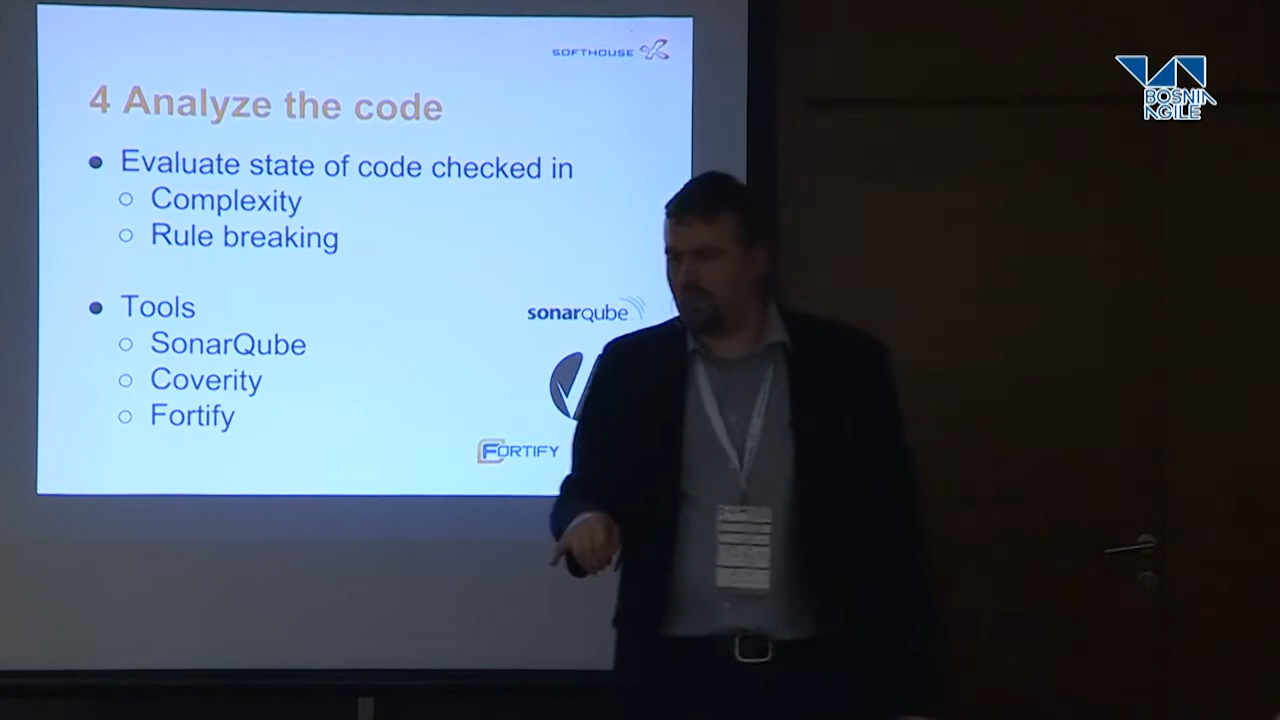 SOFTHOUSE
4 Analyze the code
Evaluate state of code checked in
Complexity
Rule breaking
Tools
SonarQube
Coverity
Fortify
sonarqube
FORTIFY
BOSNIA
AGILE